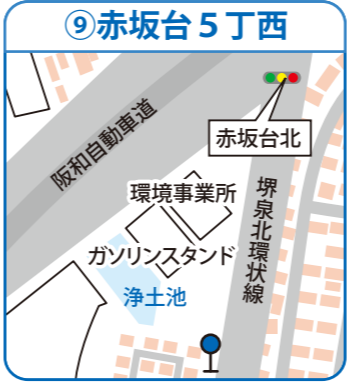 ⑨赤坂台５丁西
阪和自動車道
赤坂台北
環境事業所
堺泉北環状線
ガソリンスタンド
浄土池